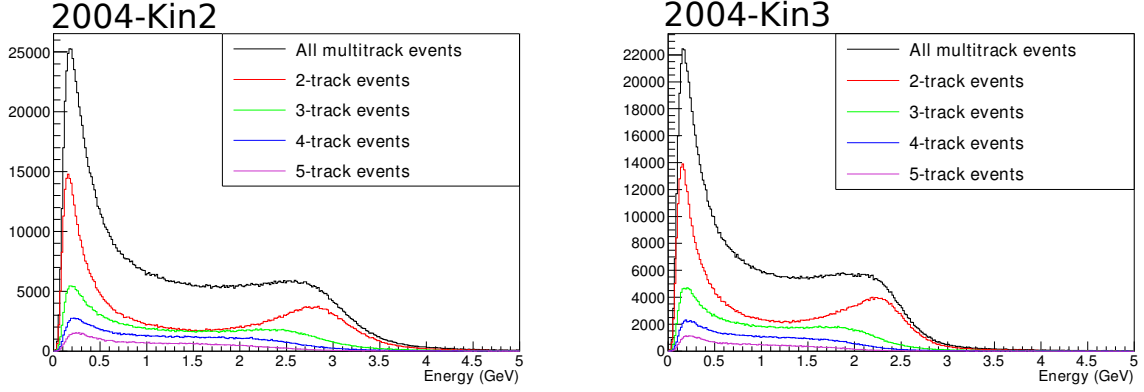 2004-Kin2
25000
20000
15000
10000
5000
0
0 0.5 1 1.5 2 2.5 3 3.5 4 4.5 5
Energy (GeV)
All multitrack events
2-track events
3-track events
4-track events
5-track events
2004-Kin3
22000
20000
18000
16000
14000
12000
10000
8000
6000
4000
2000
0
0 0.5 1 1.5 2 2.5 3 3.5 4 4.5 5
Energy (GeV)
All multitrack events
2-track events
3-track events
4-track events
5-track events